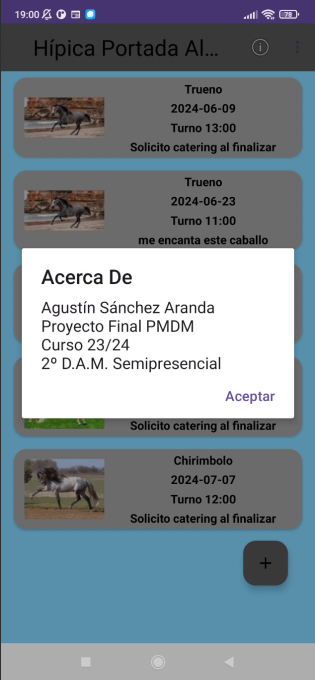 19:00
78
Hípica Portada Al...
Trueno
2024-06-09
Turno 13:00
Solicito catering al finalizar
Trueno
2024-06-23
Turno 11:00
me encanta este caballo
Acerca De
Agustín Sánchez Aranda
Proyecto Final PMDM
Curso 23/24
2º D.A.M. Semipresencial
Aceptar
Solicito catering al finalizar
Chirimbolo
2024-07-07
Turno 12:00
Solicito catering al finalizar
+